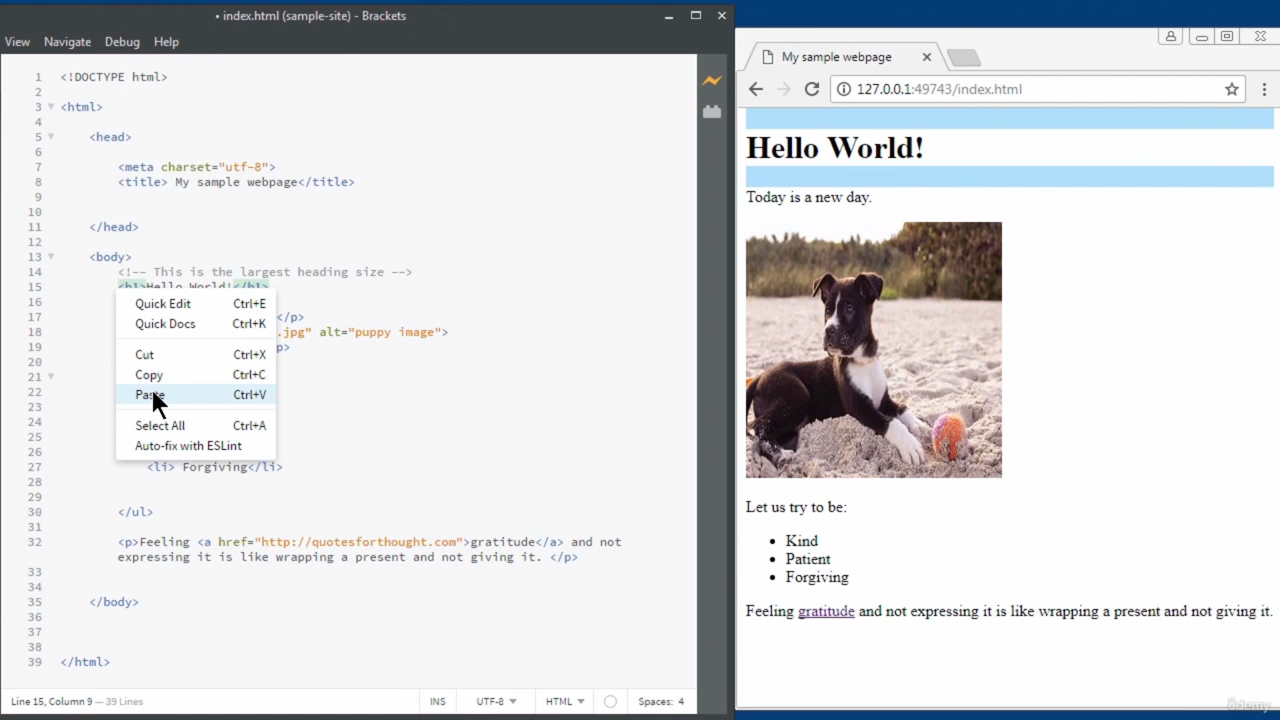 • index.html (sample-site) - Brackets
View Navigate Debug Help
1 <!DOCTYPE html>
2
3 <html>
4
5 <head>
6
7 <meta charset="utf-8">
8 <title> My sample webpage</title>
9
10
11 </head>
12
13 <body>
14 <!-- This is the largest heading size -->
15 <h1>Hello World!</h1>
16
17 </p>
18 .jpg" alt="puppy image">
19 p>
20
21
22
23
24
25
26
27 <li> Forgiving</li>
28
29
30 </ul>
31
32 <p>Feeling <a href="http://quotesforthought.com">gratitude</a> and not
expressing it is like wrapping a present and not giving it. </p>
33
34
35 </body>
36
37
38
39 </html>
Quick Edit Ctrl+E
Quick Docs Ctrl+K
Cut Ctrl+X
Copy Ctrl+C
Paste Ctrl+V
Select All Ctrl+A
Auto-fix with ESLint
Line 15, Column 9 — 39 Lines
INS UTF-8 HTML Spaces: 4
My sample webpage
127.0.0.1:49743/index.html
Hello World!
Today is a new day.
Let us try to be:
• Kind
• Patient
• Forgiving
Feeling gratitude and not expressing it is like wrapping a present and not giving it.
Udemy